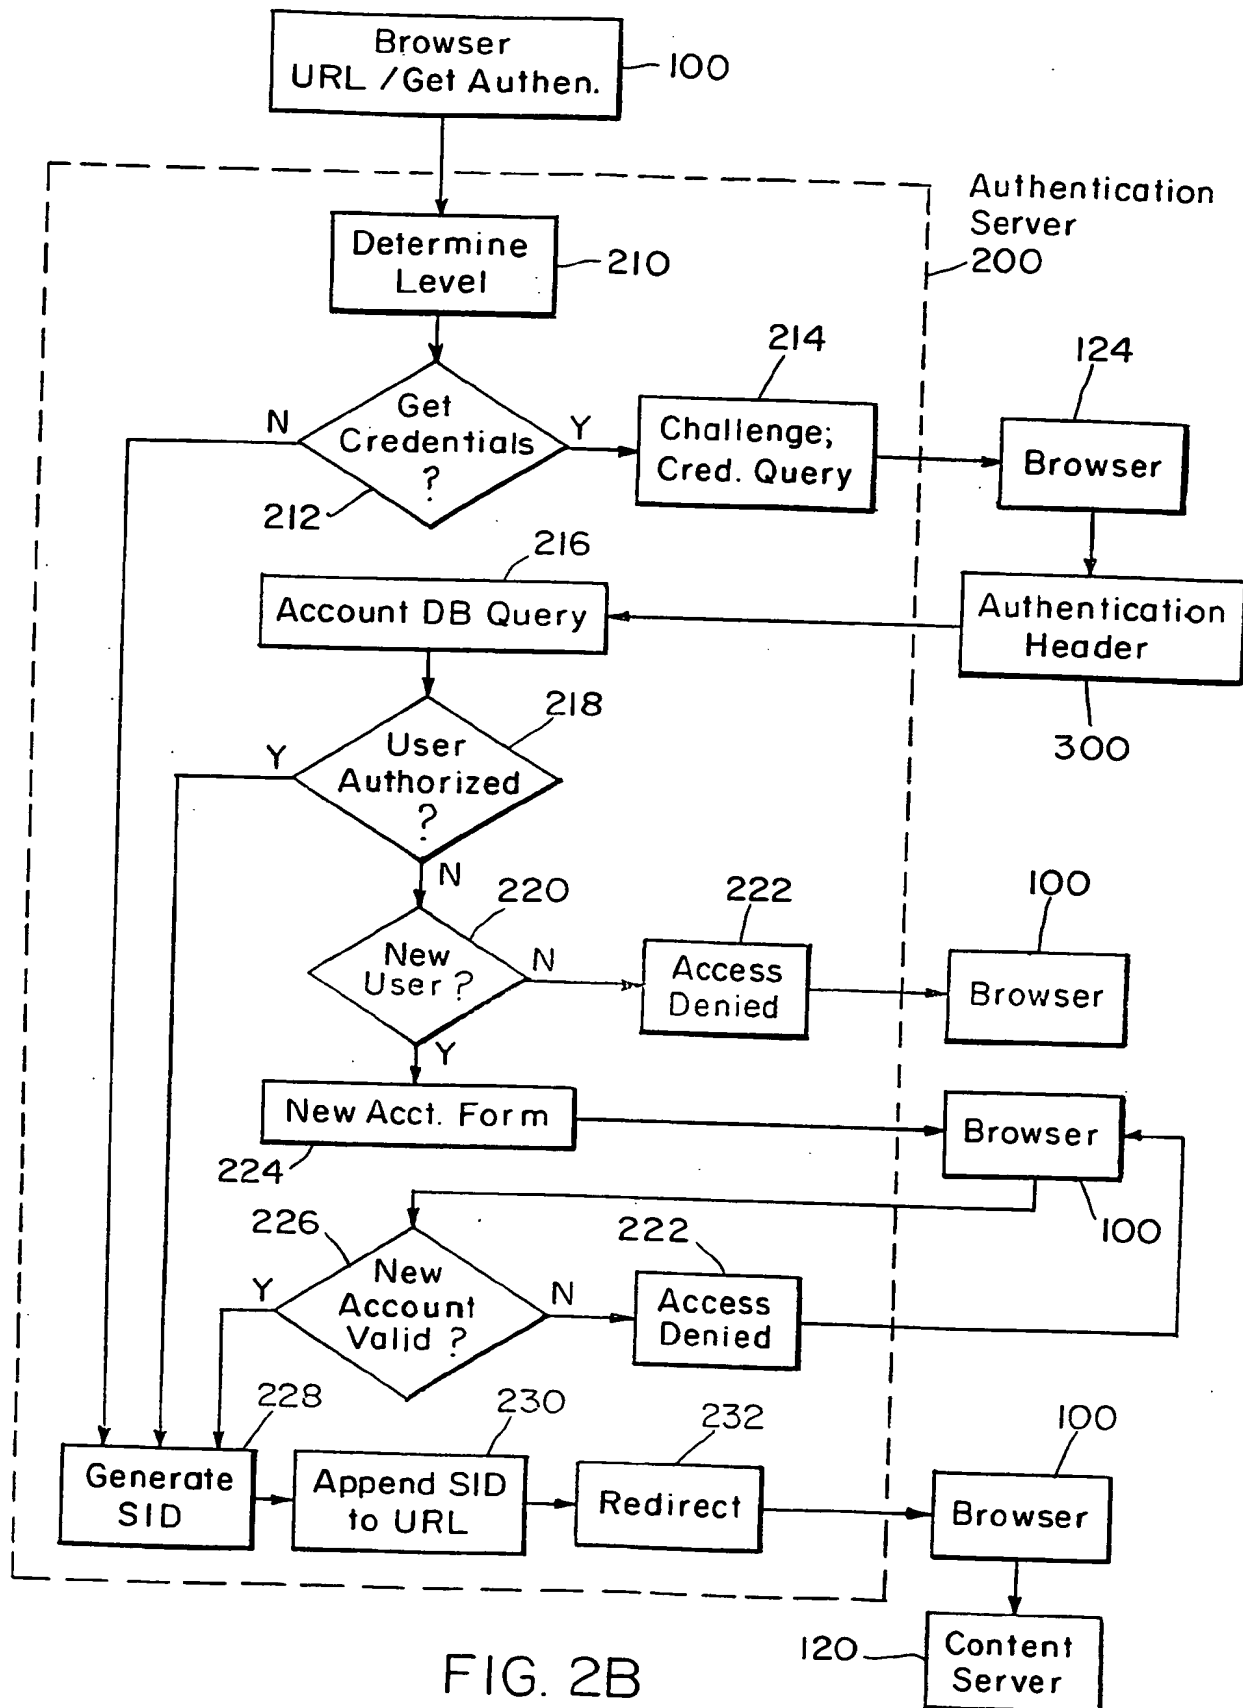 Browser
URL / Get Authen.
100
Authentication
Server
200
Determine
Level
210
214
124
N
Get
Credentials
?
Y
212
Challenge;
Cred. Query
Browser
216
Account DB Query
Authentication
Header
300
218
Y
User
Authorized
?
N
220
222
100
New
User ?
N
Access
Denied
Browser
Y
New Acct. Form
224
Browser
100
226
222
Y
New
Account
Valid ?
N
Access
Denied
228
230
232
100
Generate
SID
Append SID
to URL
Redirect
Browser
120
Content
Server
FIG. 2B